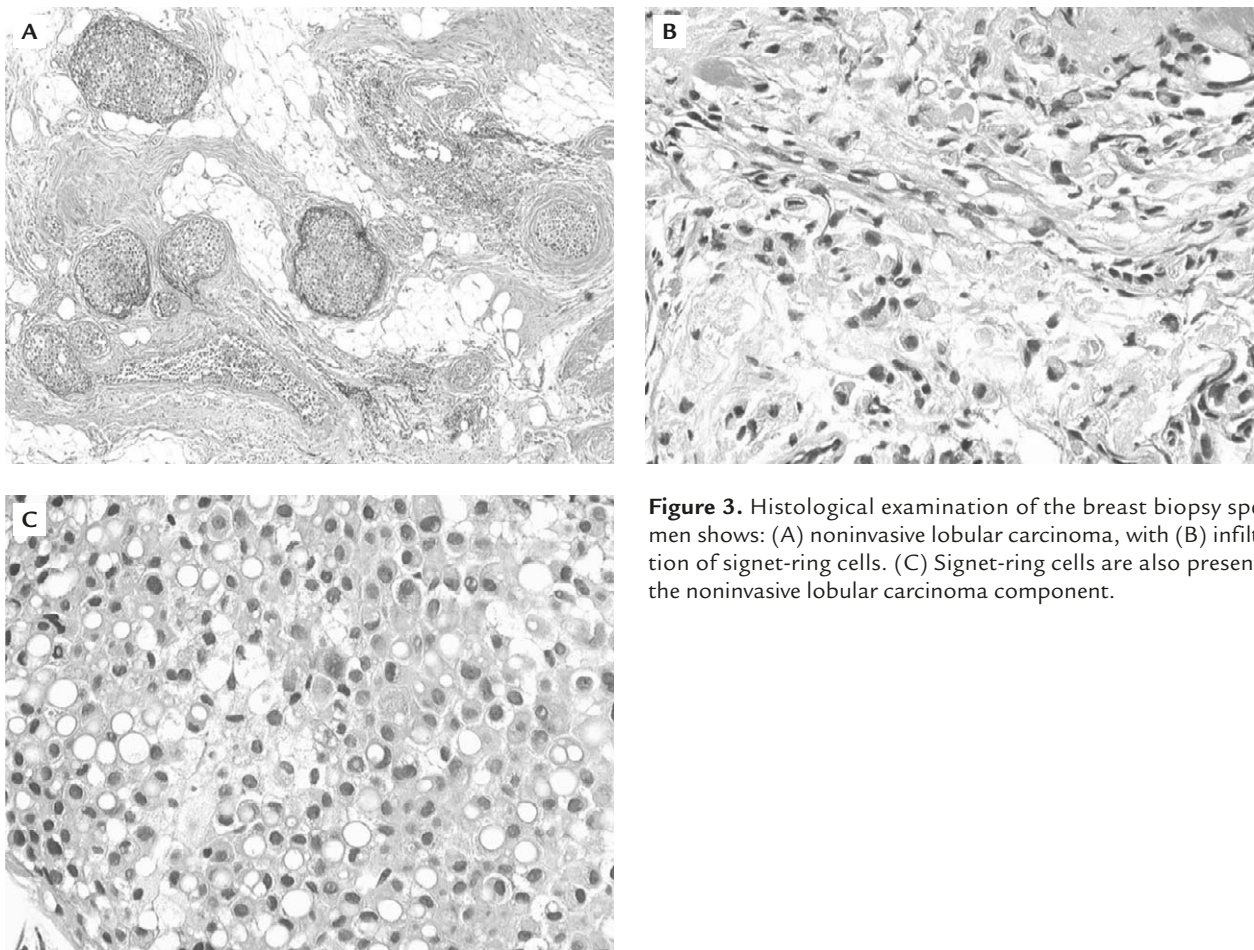 A
B
C
Figure 3. Histological examination of the breast biopsy spe
men shows: (A) noninvasive lobular carcinoma, with (B) infilt
tion of signet-ring cells. (C) Signet-ring cells are also presen
the noninvasive lobular carcinoma component.